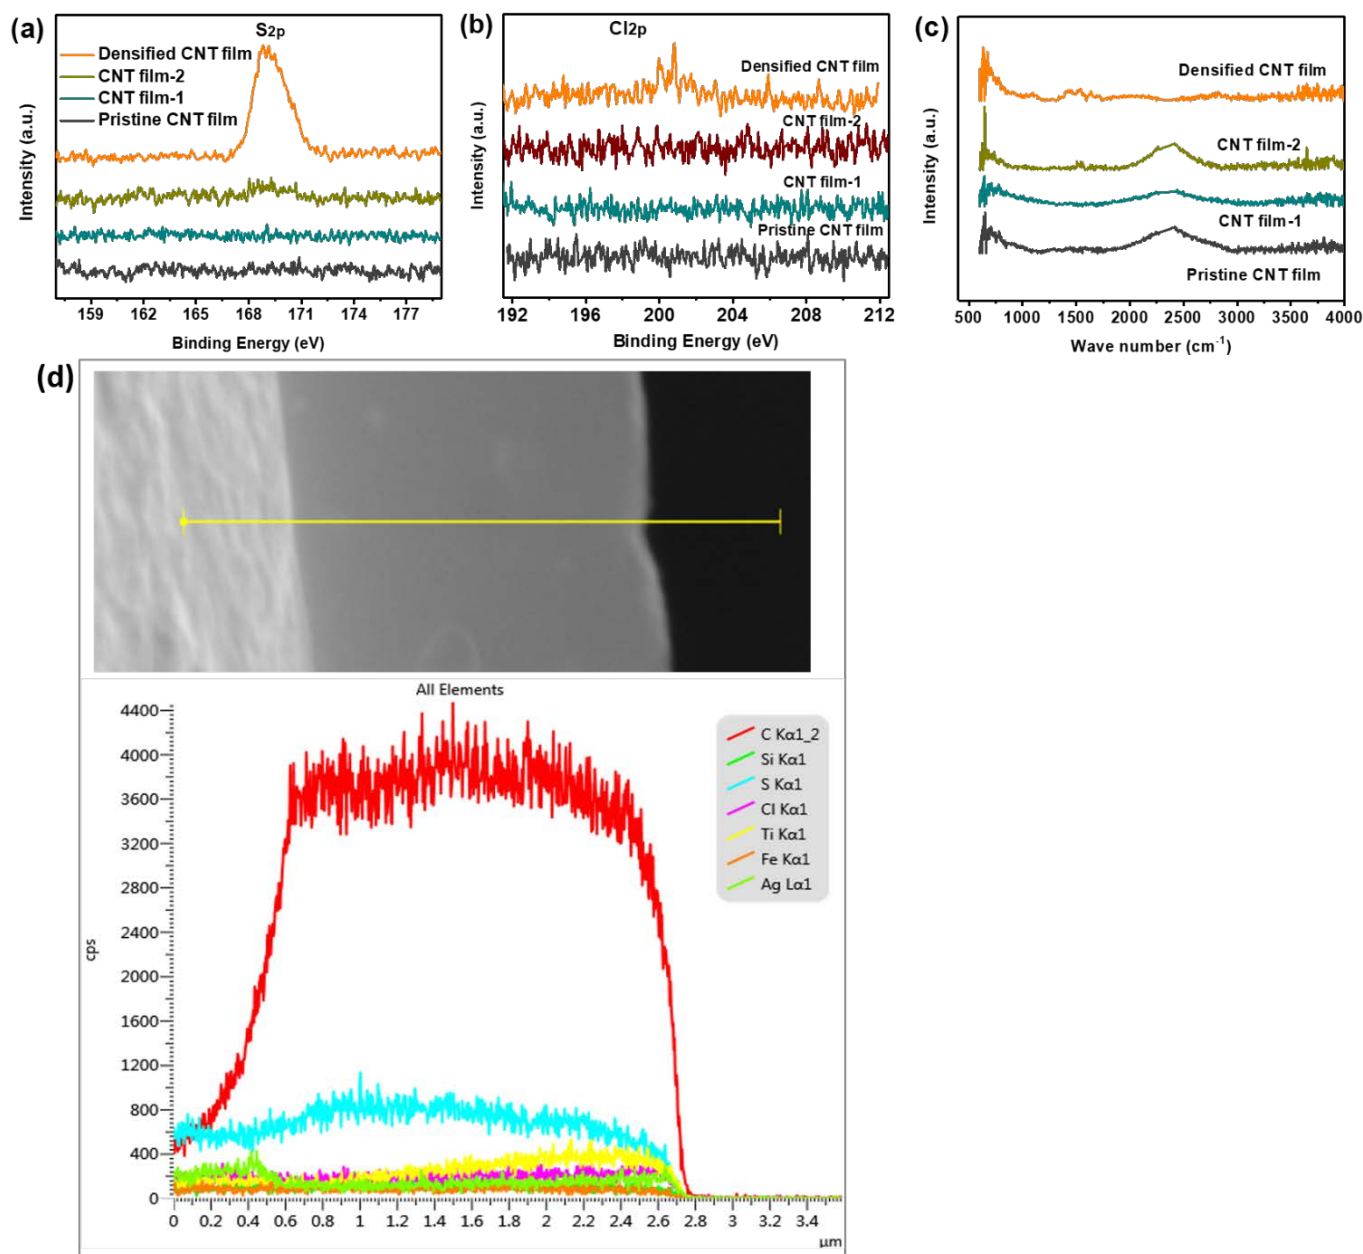 (a)
S2p
Densified CNT film
CNT film-2
CNT film-1
Pristine CNT film
Intensity (a.u.)
159 162 165 168 171 174 177
Binding Energy (eV)
(b)
Cl2p
Densified CNT film
CNT film-2
CNT film-1
Pristine CNT film
Intensity (a.u.)
192 196 200 204 208 212
Binding Energy (eV)
(c)
Densified CNT film
CNT film-2
CNT film-1
Pristine CNT film
Intensity (a.u.)
500 1000 1500 2000 2500 3000 3500 4000
Wave number (cm-1)
(d)
All Elements
4400
4000
3600
3200
2800
2400
2000
1600
1200
800
400
0
cps
C Kα1_2
Si Kα1
S Kα1
Cl Kα1
Ti Kα1
Fe Kα1
Ag Lα1
0 0.2 0.4 0.6 0.8 1 1.2 1.4 1.6 1.8 2 2.2 2.4 2.6 2.8 3 3.2 3.4
μm